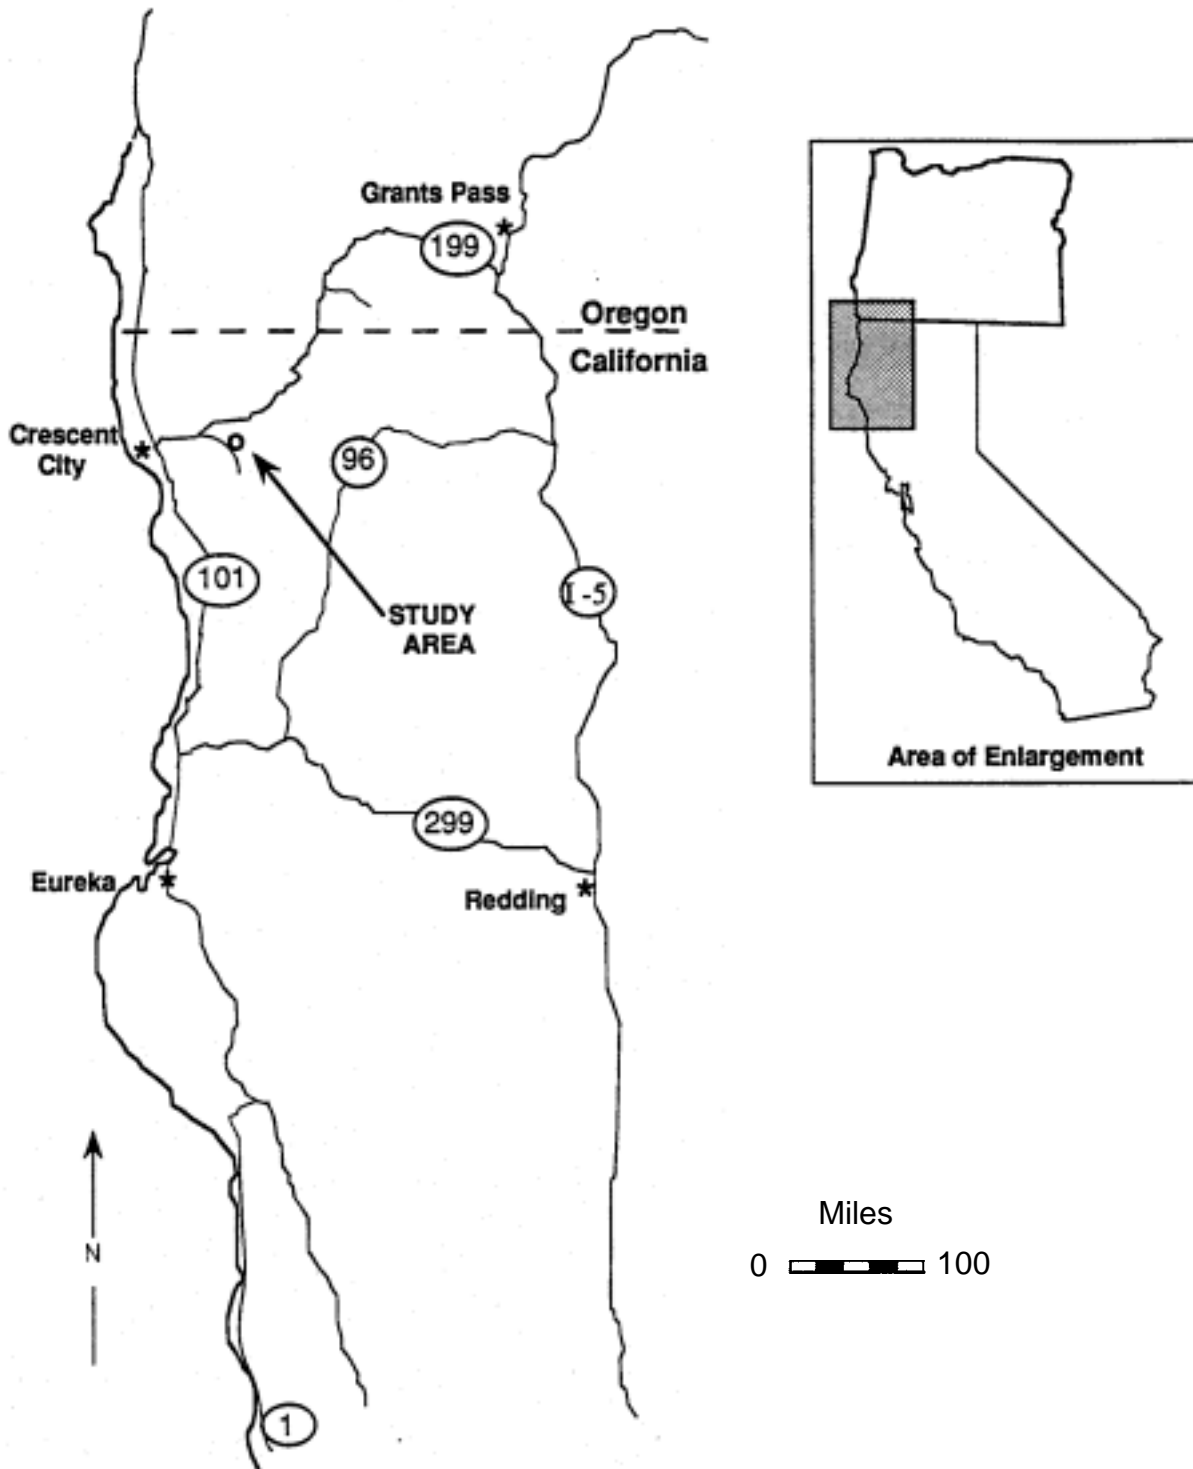 Grants Pass
199
Oregon
California
Crescent
City
96
101
I-5
STUDY
AREA
Area of Enlargement
299
Eureka
Redding
N
Miles
0 100
1